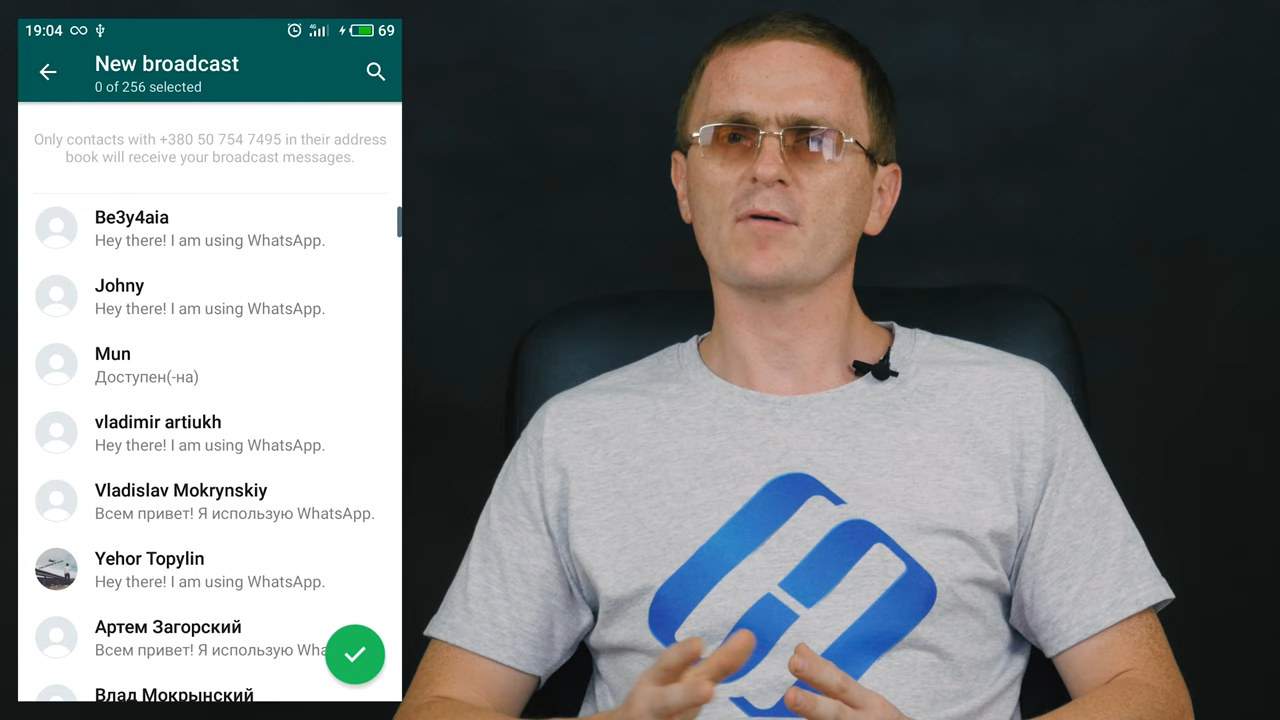 19:04
4G
69
New broadcast
0 of 256 selected
Only contacts with +380 50 754 7495 in their address
book will receive your broadcast messages.
Be3y4aia
Hey there! I am using WhatsApp.
Johny
Hey there! I am using WhatsApp.
Mun
Доступен(-на)
vladimir artiukh
Hey there! I am using WhatsApp.
Vladislav Mokrynskiy
Всем привет! Я использую WhatsApp.
Yehor Topylin
Hey there! I am using WhatsApp.
Артем Загорский
Всем привет! Я использую Wha
Влад Мокрынский